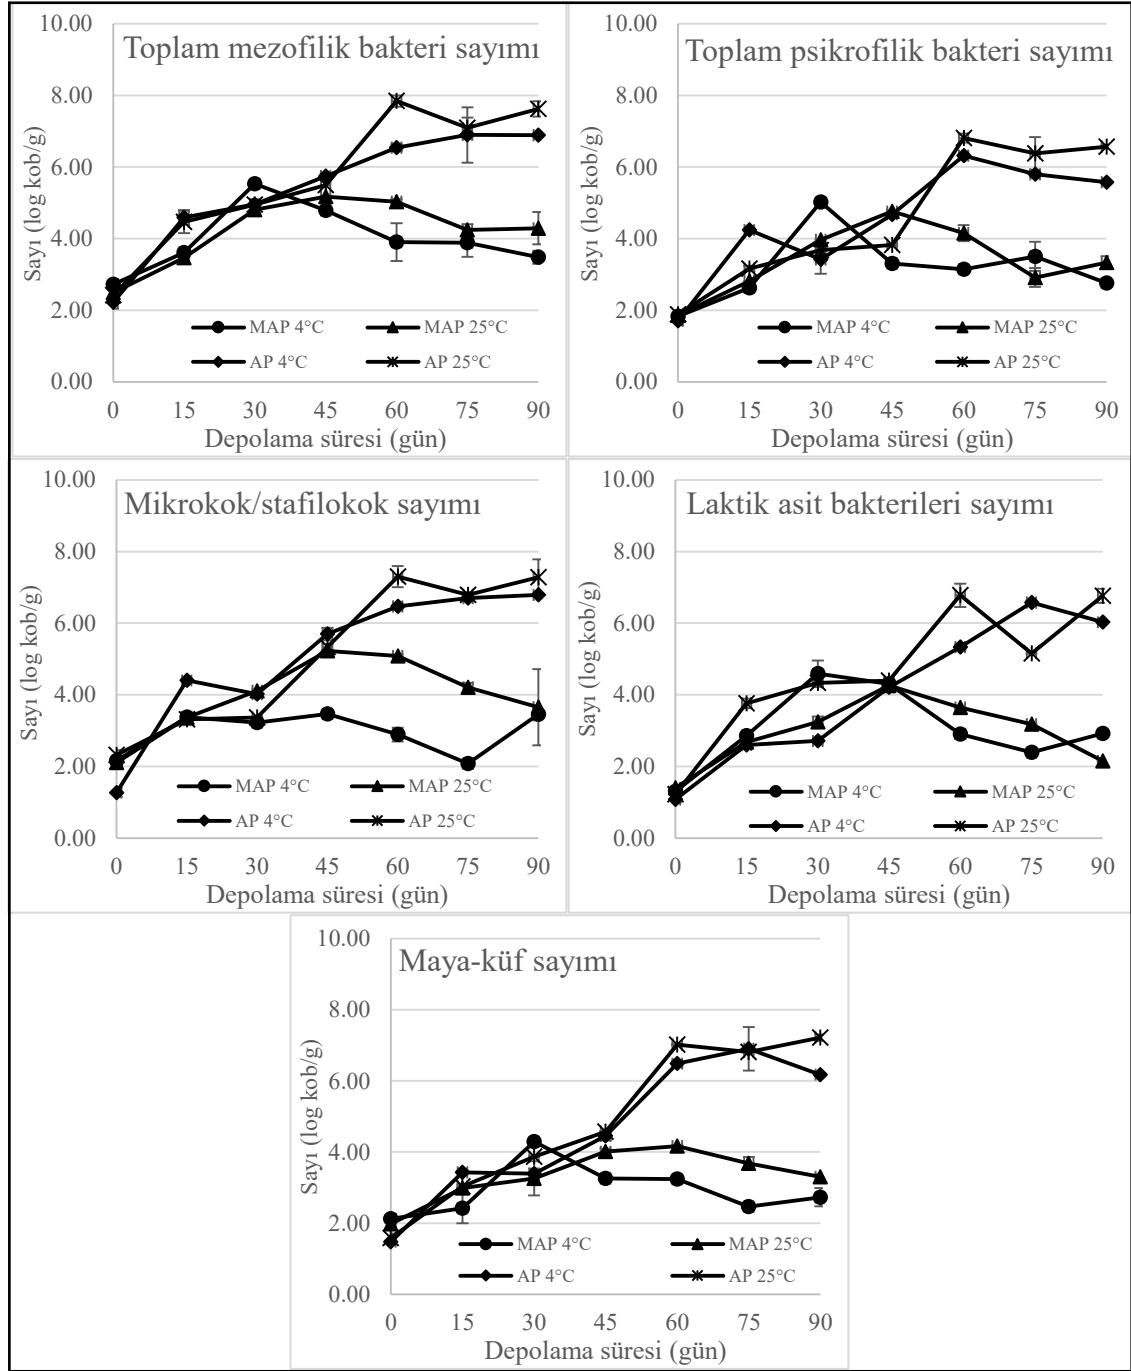 Toplam mezofilik bakteri sayımı
Sayı (log kob/g)
10.00
8.00
6.00
4.00
2.00
0.00
MAP 4°C
MAP 25°C
AP 4°C
AP 25°C
0 15 30 45 60 75 90
Depolama süresi (gün)
Toplam psikrofilik bakteri sayımı
Sayı (log kob/g)
10.00
8.00
6.00
4.00
2.00
0.00
MAP 4°C
MAP 25°C
AP 4°C
AP 25°C
0 15 30 45 60 75 90
Depolama süresi (gün)
Mikrokok/stafilokok sayımı
Sayı (log kob/g)
10.00
8.00
6.00
4.00
2.00
0.00
MAP 4°C
MAP 25°C
AP 4°C
AP 25°C
0 15 30 45 60 75 90
Depolama süresi (gün)
Laktik asit bakterileri sayımı
Sayı (log kob/g)
10.00
8.00
6.00
4.00
2.00
0.00
MAP 4°C
MAP 25°C
AP 4°C
AP 25°C
0 15 30 45 60 75 90
Depolama süresi (gün)
Maya-küf sayımı
Sayı (log kob/g)
10.00
8.00
6.00
4.00
2.00
0.00
MAP 4°C
MAP 25°C
AP 4°C
AP 25°C
0 15 30 45 60 75 90
Depolama süresi (gün)